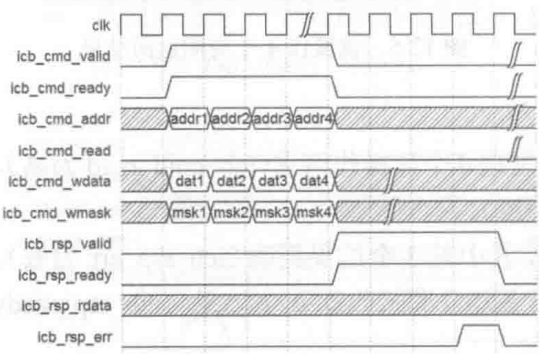 clk
icb_cmd_valid
icb_cmd_ready
icb_cmd_addr addr1 addr2 addr3 addr4
icb_cmd_read
icb_cmd_wdata dat1 dat2 dat3 dat4
icb_cmd_wmask msk1 msk2 msk3 msk4
icb_rsp_valid
icb_rsp_ready
icb_rsp_rdata
icb_rsp_err